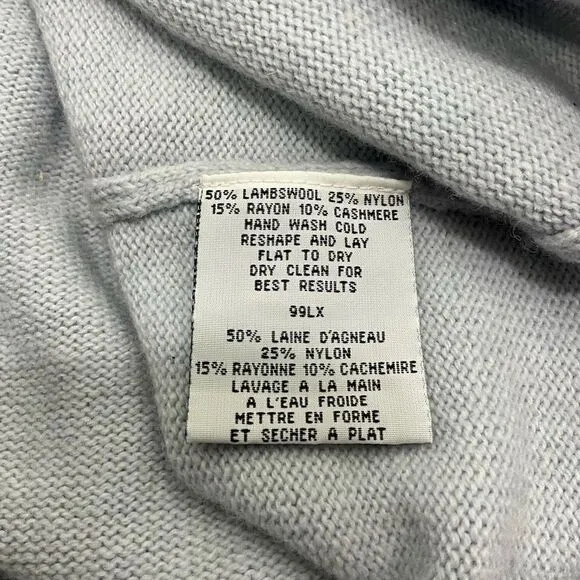 50% LAMBSWOOL 25% NYLON
15% RAYON 10% CASHMERE
HAND WASH COLD
RESHAPE AND LAY
FLAT TO DRY
DRY CLEAN FOR
BEST RESULTS
99LX
50% LAINE D'AGNEAU
25% NYLON
15% RAYONNE 10% CACHEMIRE
LAVAGE A LA MAIN
A L'EAU FROIDE
METTRE EN FORME
ET SECHER A PLAT